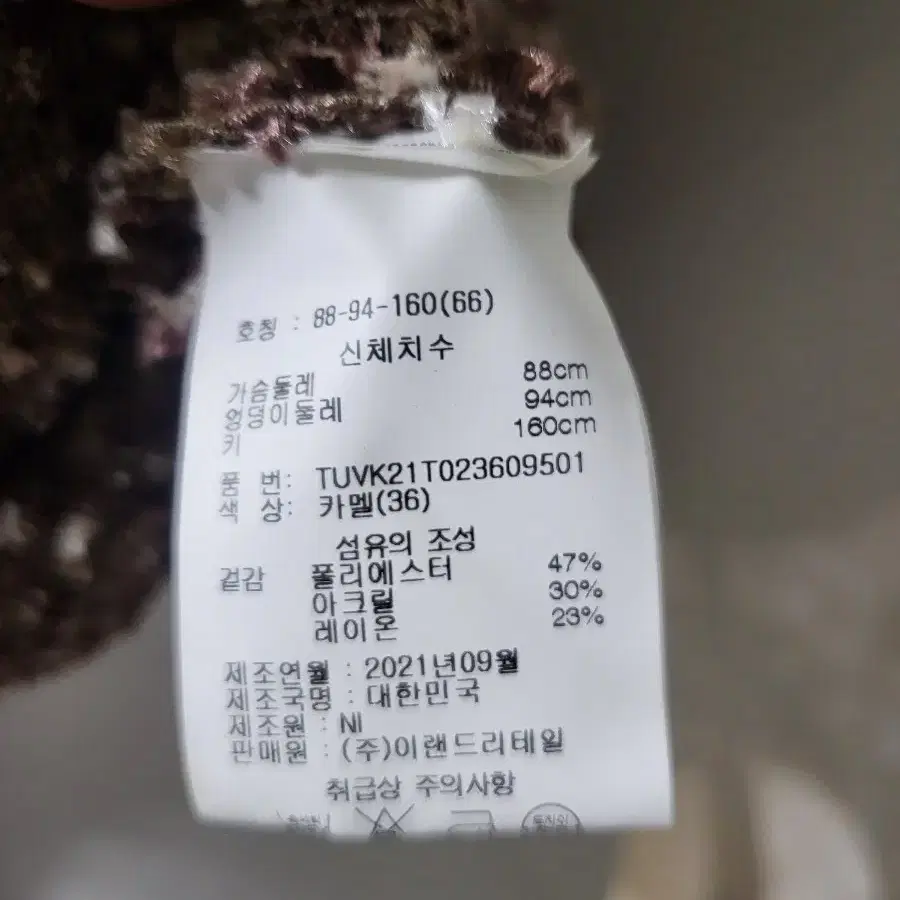 호칭 : 88-94-160(66)
신체치수
가슴둘레 88cm
엉덩이둘레 94cm
키 160cm
품 번: TUVK21T023609501
색 상: 카멜(36)
섬유의 조성
겉감 폴리에스터 47%
아크릴 30%
레이온 23%
제조연월 : 2021년09월
제조국명 : 대한민국
제조원 : NI
판매원 : (주)이랜드리테일
취급상 주의사항